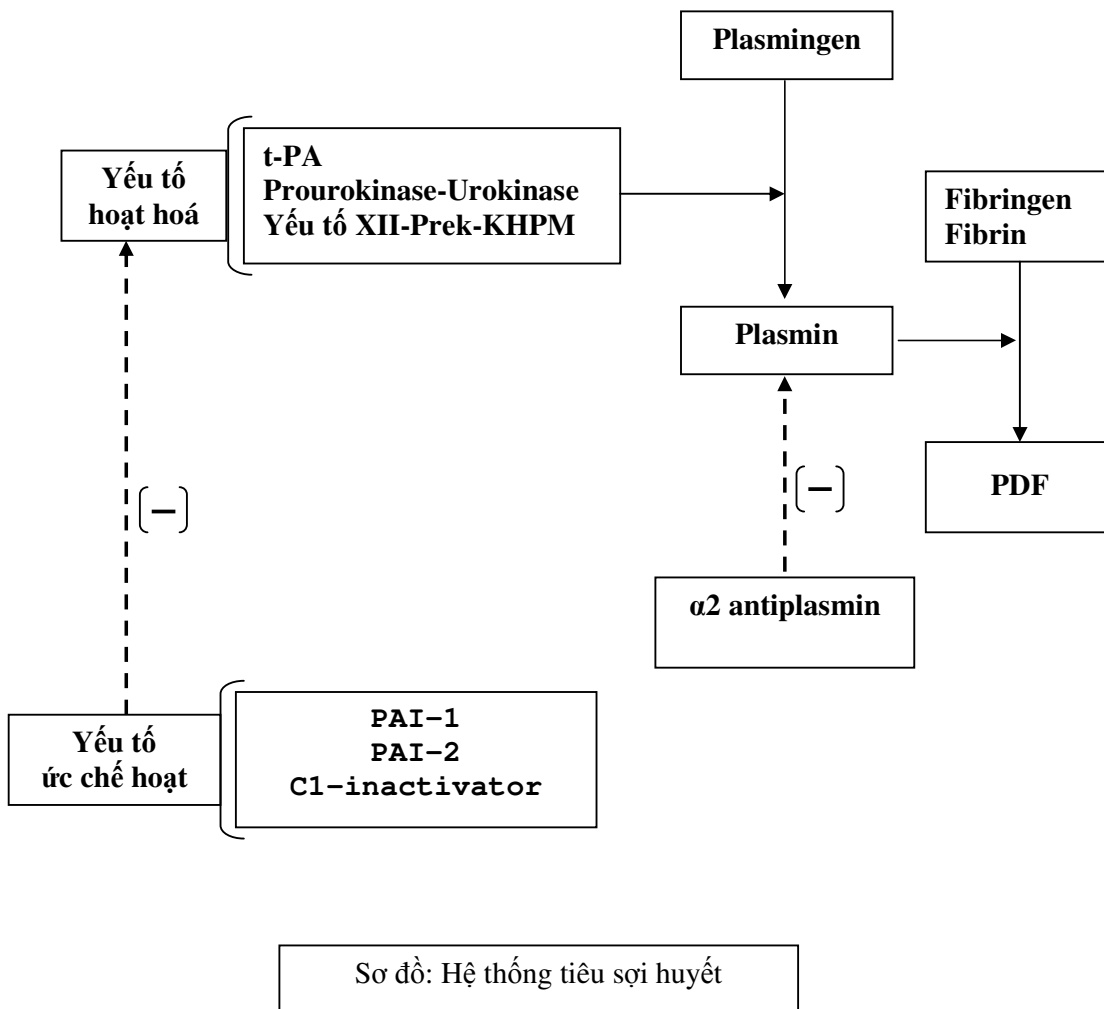 Plasmingen
Yếu tố
hoạt hoá
t-PA
Prourokinase-Urokinase
Yếu tố XII-Prek-KHPM
Fibringen
Fibrin
Plasmin
(−)
(−)
PDF
α2 antiplasmin
Yếu tố
ức chế hoạt
PAI-1
PAI-2
C1-inactivator
Sơ đồ: Hệ thống tiêu sợi huyết